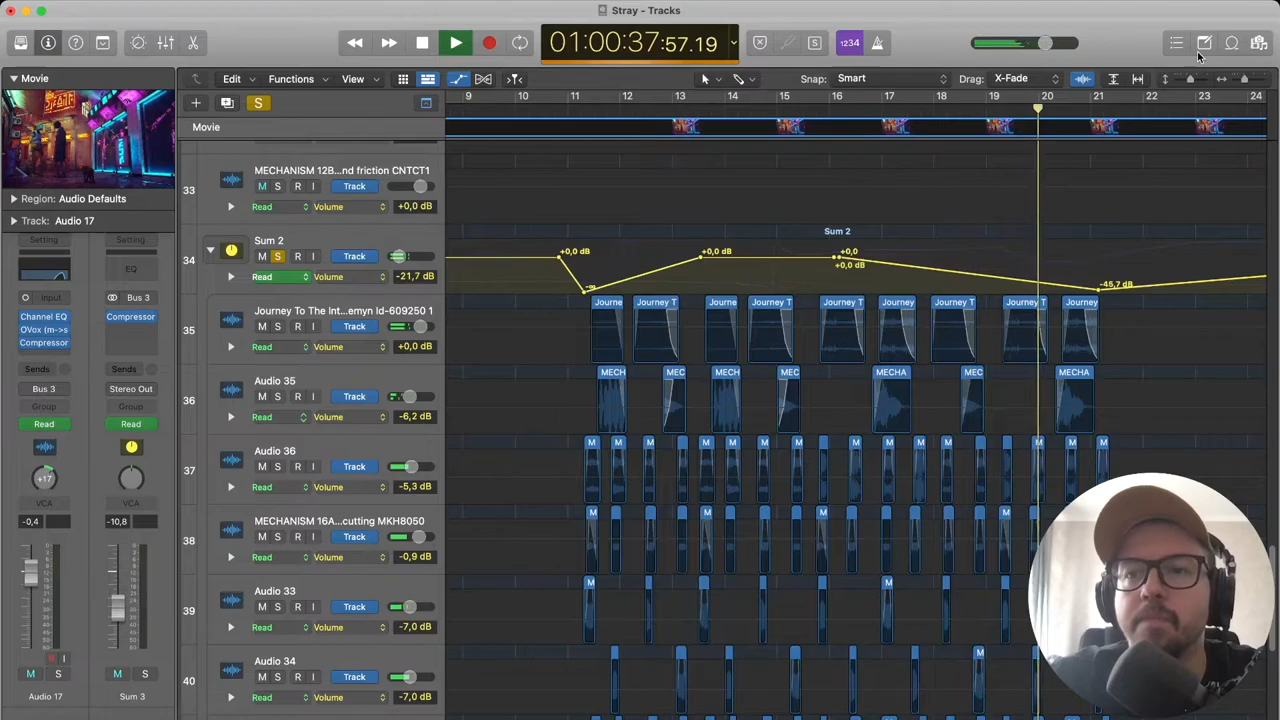 Stray - Tracks
01:00:37:57.19
1234
Movie
Edit Functions View
Snap: Smart
Drag: X-Fade
S
9 10 11 12 13 14 15 16 17 18 19 20 21 22 23 24
Movie
Region: Audio Defaults
Track: Audio 17
Setting Setting
EQ
Input Bus 3
Channel EQ Compressor
OVox (m->s
Compressor
Sends Sends
Bus 3 Stereo Out
Group Group
Read Read
+17
VCA VCA
-0,4 -10,8
R I
M S M S
Audio 17 Sum 3
33
MECHANISM 12B...nd friction CNTCT1
M S R I Track
Read Volume +0,0 dB
34
Sum 2
M S R I Track
Read Volume -21,7 dB
Sum 2
+0,0 dB
-∞
+0,0 dB
+0,0
+0,0 dB
-45,7 dB
35
Journey To The Int...emyn Id-609250 1
M S R I Track
Read Volume +0,0 dB
Journe Journey T Journe Journey T Journey T Journey Journey T Journey T Journey
36
Audio 35
M S R I Track
Read Volume -6,2 dB
MECH MEC MECH MEC MECHA MEC MECHA
37
Audio 36
M S R I Track
Read Volume -5,3 dB
M M M M M M M M M M M M M M M
38
MECHANISM 16A...cutting MKH8050
M S R I Track
Read Volume -0,9 dB
M M M
39
Audio 33
M S R I Track
Read Volume -7,0 dB
M M
40
Audio 34
M S R I Track
Read Volume -7,0 dB
M